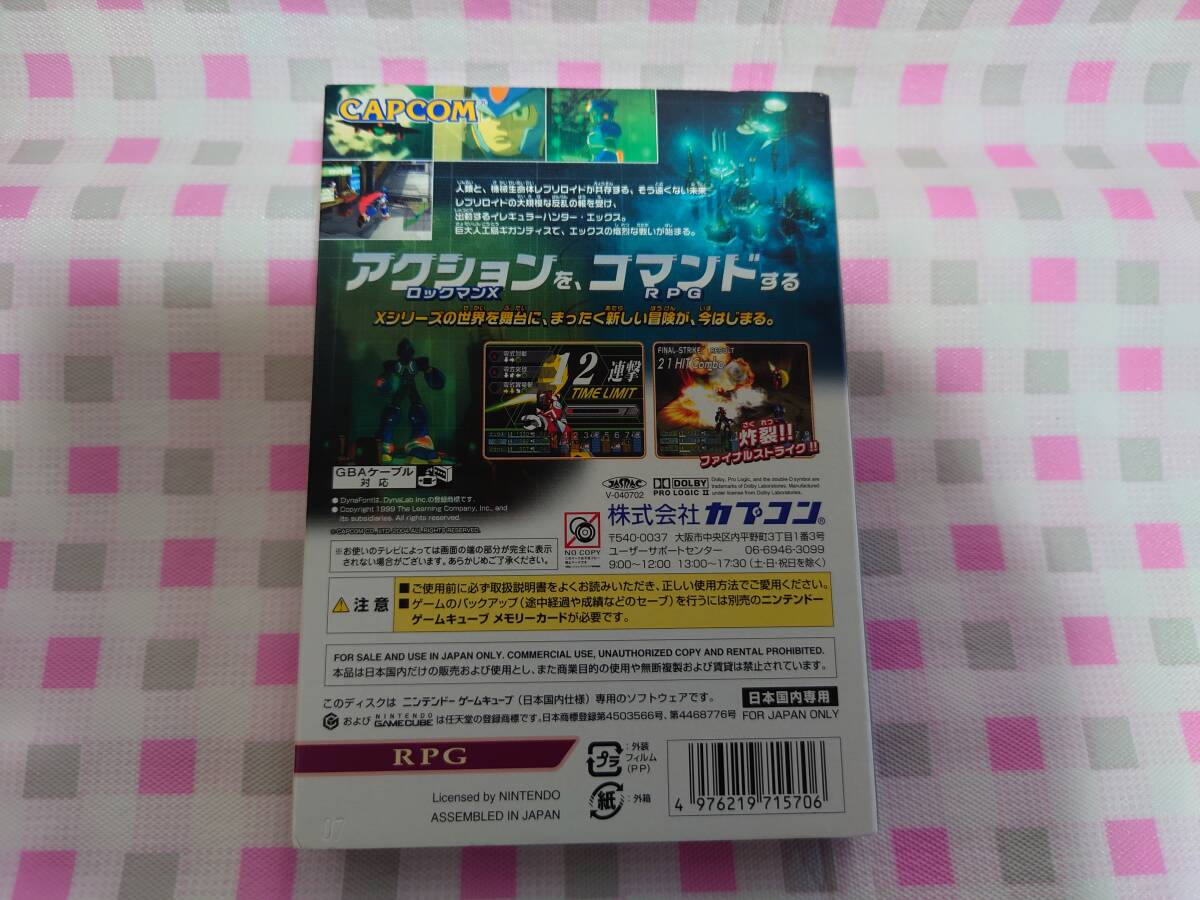 CAPCOM®
人類と、機械生命体レプリロイドが共存する、そう遠くない未来
レプリロイドの大規模な反乱の報を受け、
出動するイレギュラーハンター・エックス。
巨大人工島ギガンティスで、エックスの熾烈な戦いが始まる。
アクションを、コマンドする
ロックマンX RPG
Xシリーズの世界を舞台に、まったく新しい冒険が、今はじまる。
12連撃
TIME LIMIT
FINAL-STRIKE RESULT
21 HIT Combo
炸裂!!
ファイナルストライク!!
GBAケーブル
対応
● DynaFontは、DynaLab Inc.の登録商標です。
● Copyright 1999 The Learning Company, Inc., and
its subsidiaries. All rights reserved.
©CAPCOM CO., LTD. 2004 ALL RIGHTS RESERVED.
JASRAC
V-040702
DOLBY
PRO LOGIC II
Dolby, Pro Logic, and the double-D symbol are
trademarks of Dolby Laboratories. Manufactured
under license from Dolby Laboratories.
NO COPY
株式会社カプコン®
〒540-0037 大阪市中央区内平野町3丁目1番3号
ユーザーサポートセンター 06-6946-3099
9:00~12:00 13:00~17:30(土・日・祝日を除く)
※お使いのテレビによっては画面の端の部分が完全に表示
されない場合がございます。あらかじめご了承ください。
注意
■ご使用前に必ず取扱説明書をよくお読みいただき、正しい使用方法でご愛用ください。
■ゲームのバックアップ(途中経過や成績などのセーブ)を行うには別売のニンテンドー
ゲームキューブ メモリーカードが必要です。
FOR SALE AND USE IN JAPAN ONLY. COMMERCIAL USE, UNAUTHORIZED COPY AND RENTAL PROHIBITED.
本品は日本国内だけの販売および使用とし、また商業目的の使用や無断複製および賃貸は禁止されています。
このディスクは ニンテンドー ゲームキューブ(日本国内仕様)専用のソフトウェアです。
および NINTENDO GAMECUBE は任天堂の登録商標です。日本商標登録第4503566号、第4468776号
日本国内専用
FOR JAPAN ONLY
RPG
プラ
:外装
フィルム
(PP)
紙
:外箱
Licensed by NINTENDO
ASSEMBLED IN JAPAN
4 976219 715706
07